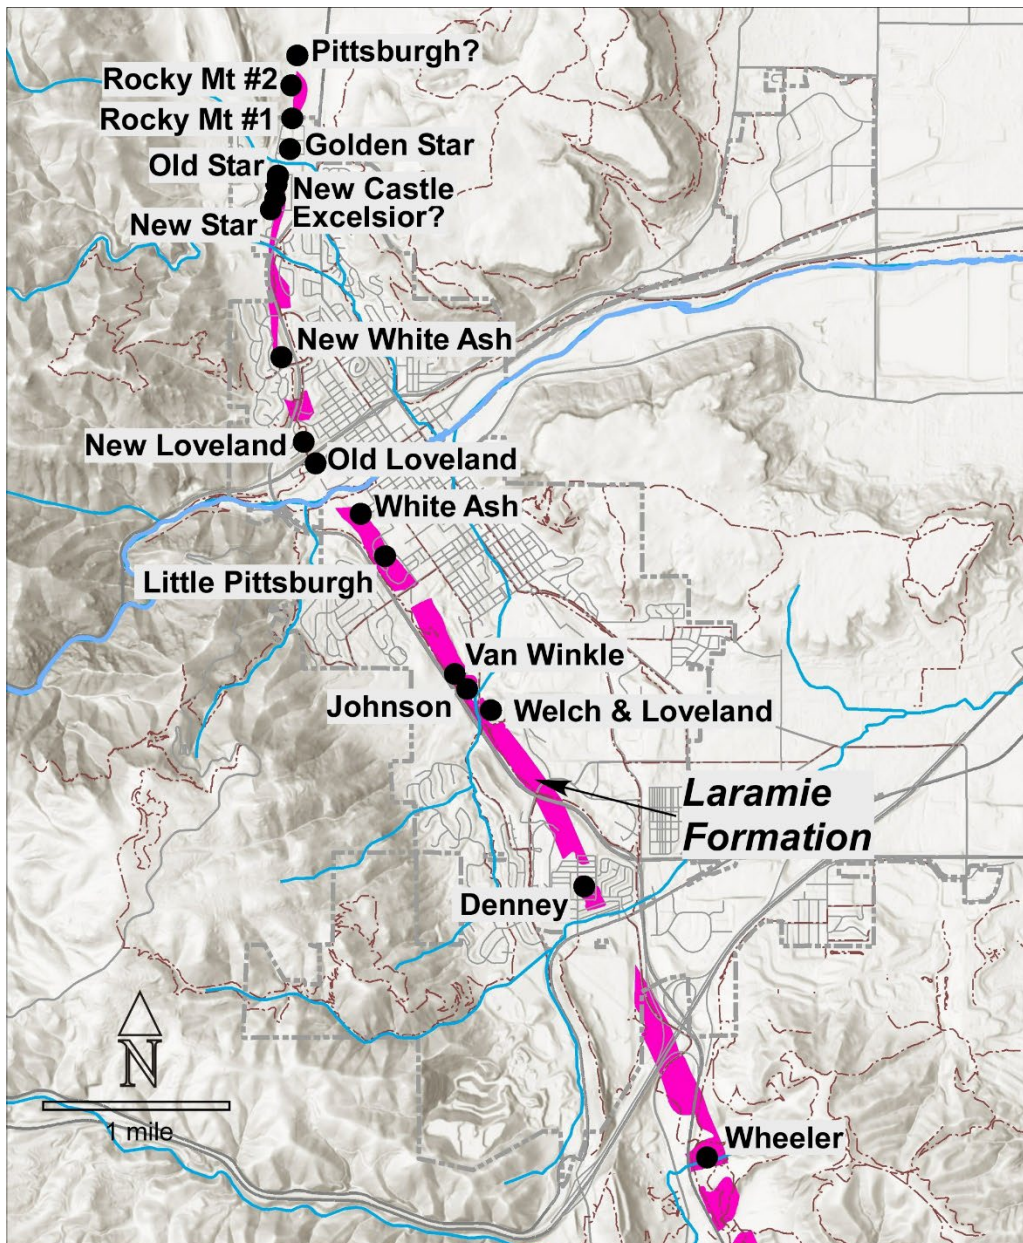 Pittsburgh?
Rocky Mt #2
Rocky Mt #1
Golden Star
Old Star
New Castle
Excelsior?
New Star
New White Ash
New Loveland
Old Loveland
White Ash
Little Pittsburgh
Van Winkle
Johnson
Welch & Loveland
Laramie
Formation
Denney
N
1 mile
Wheeler